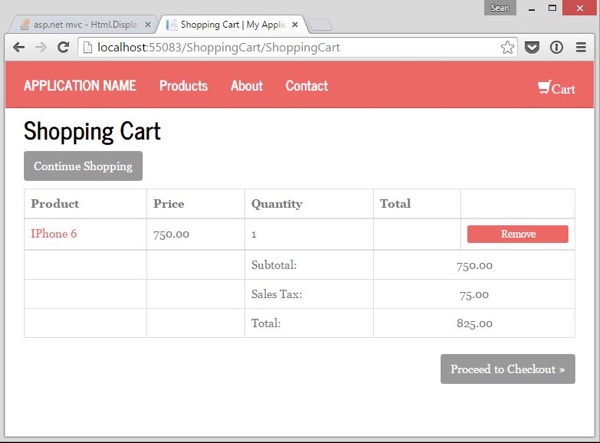 Sean
asp.net mvc - Html.Displa
Shopping Cart | My Applic
localhost:55083/ShoppingCart/ShoppingCart
APPLICATION NAME Products About Contact Cart
Shopping Cart
Continue Shopping
Product Price Quantity Total
IPhone 6 750.00 1 Remove
Subtotal: 750.00
Sales Tax: 75.00
Total: 825.00
Proceed to Checkout »